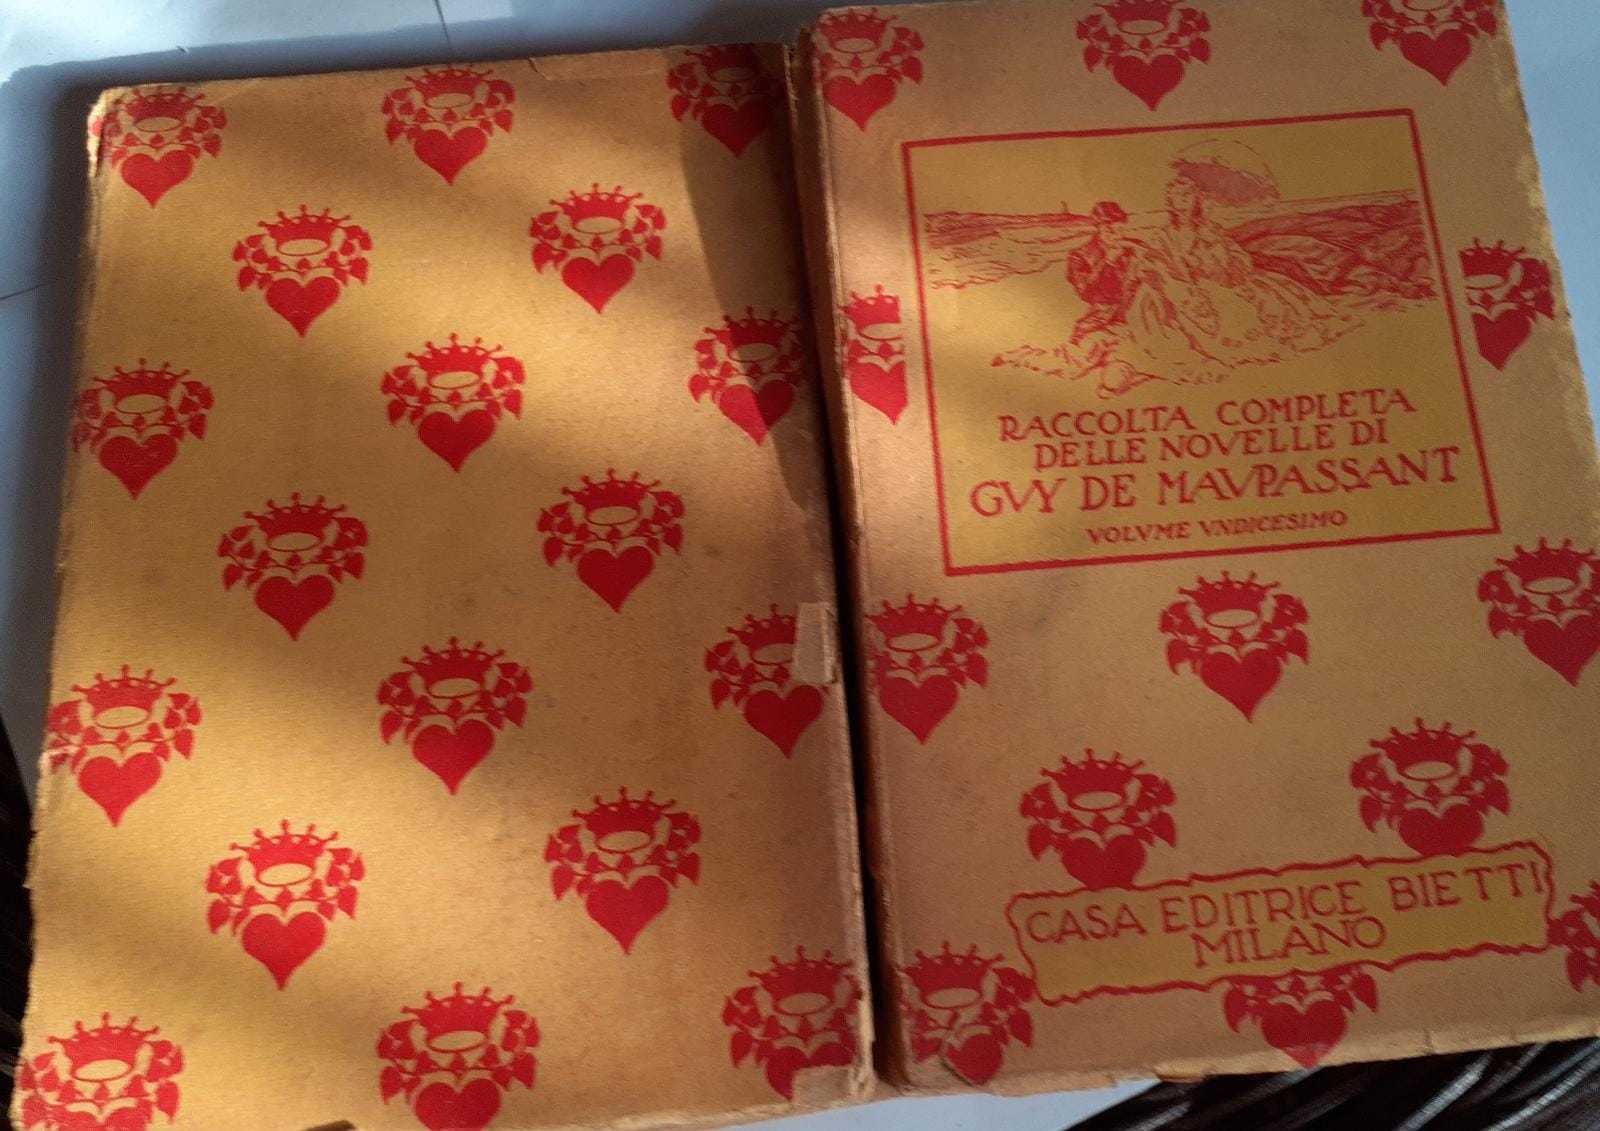 RACCOLTA COMPLETA
DELLE NOVELLE DI
GVY DE MAVPASSANT
VOLVME VNDICESIMO
CASA EDITRICE BIETTI
MILANO